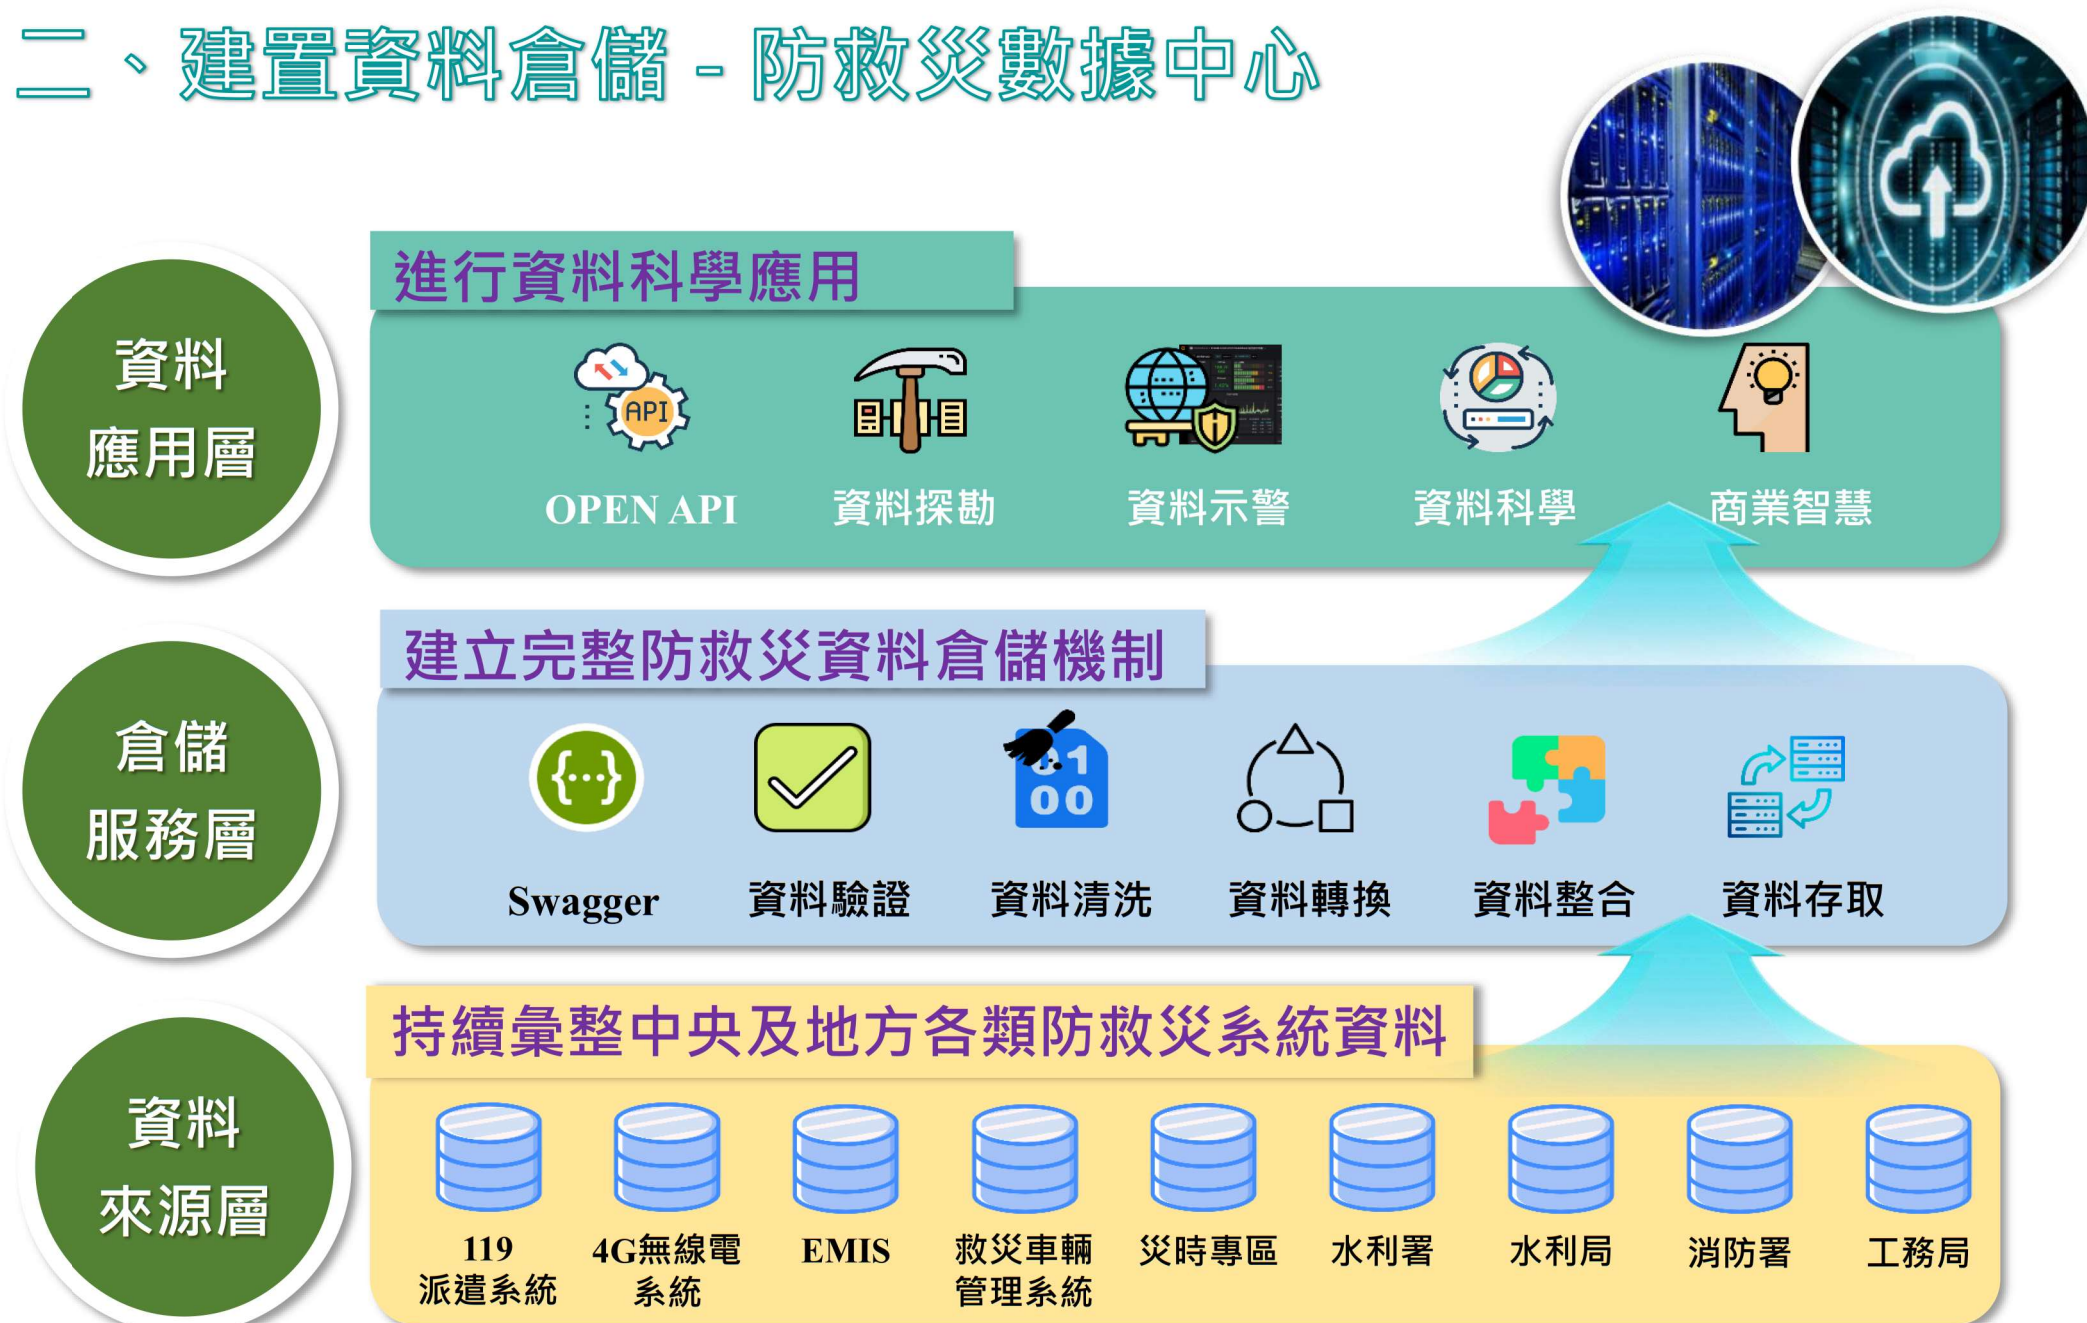 二、建置資料倉儲 - 防救災數據中心
資料
應用層
進行資料科學應用
API
OPEN API
資料探勘
資料示警
資料科學
商業智慧
倉儲
服務層
建立完整防救災資料倉儲機制
{...}
01
00
Swagger
資料驗證
資料清洗
資料轉換
資料整合
資料存取
資料
來源層
持續彙整中央及地方各類防救災系統資料
119
派遣系統
4G無線電
系統
EMIS
救災車輛
管理系統
災時專區
水利署
水利局
消防署
工務局